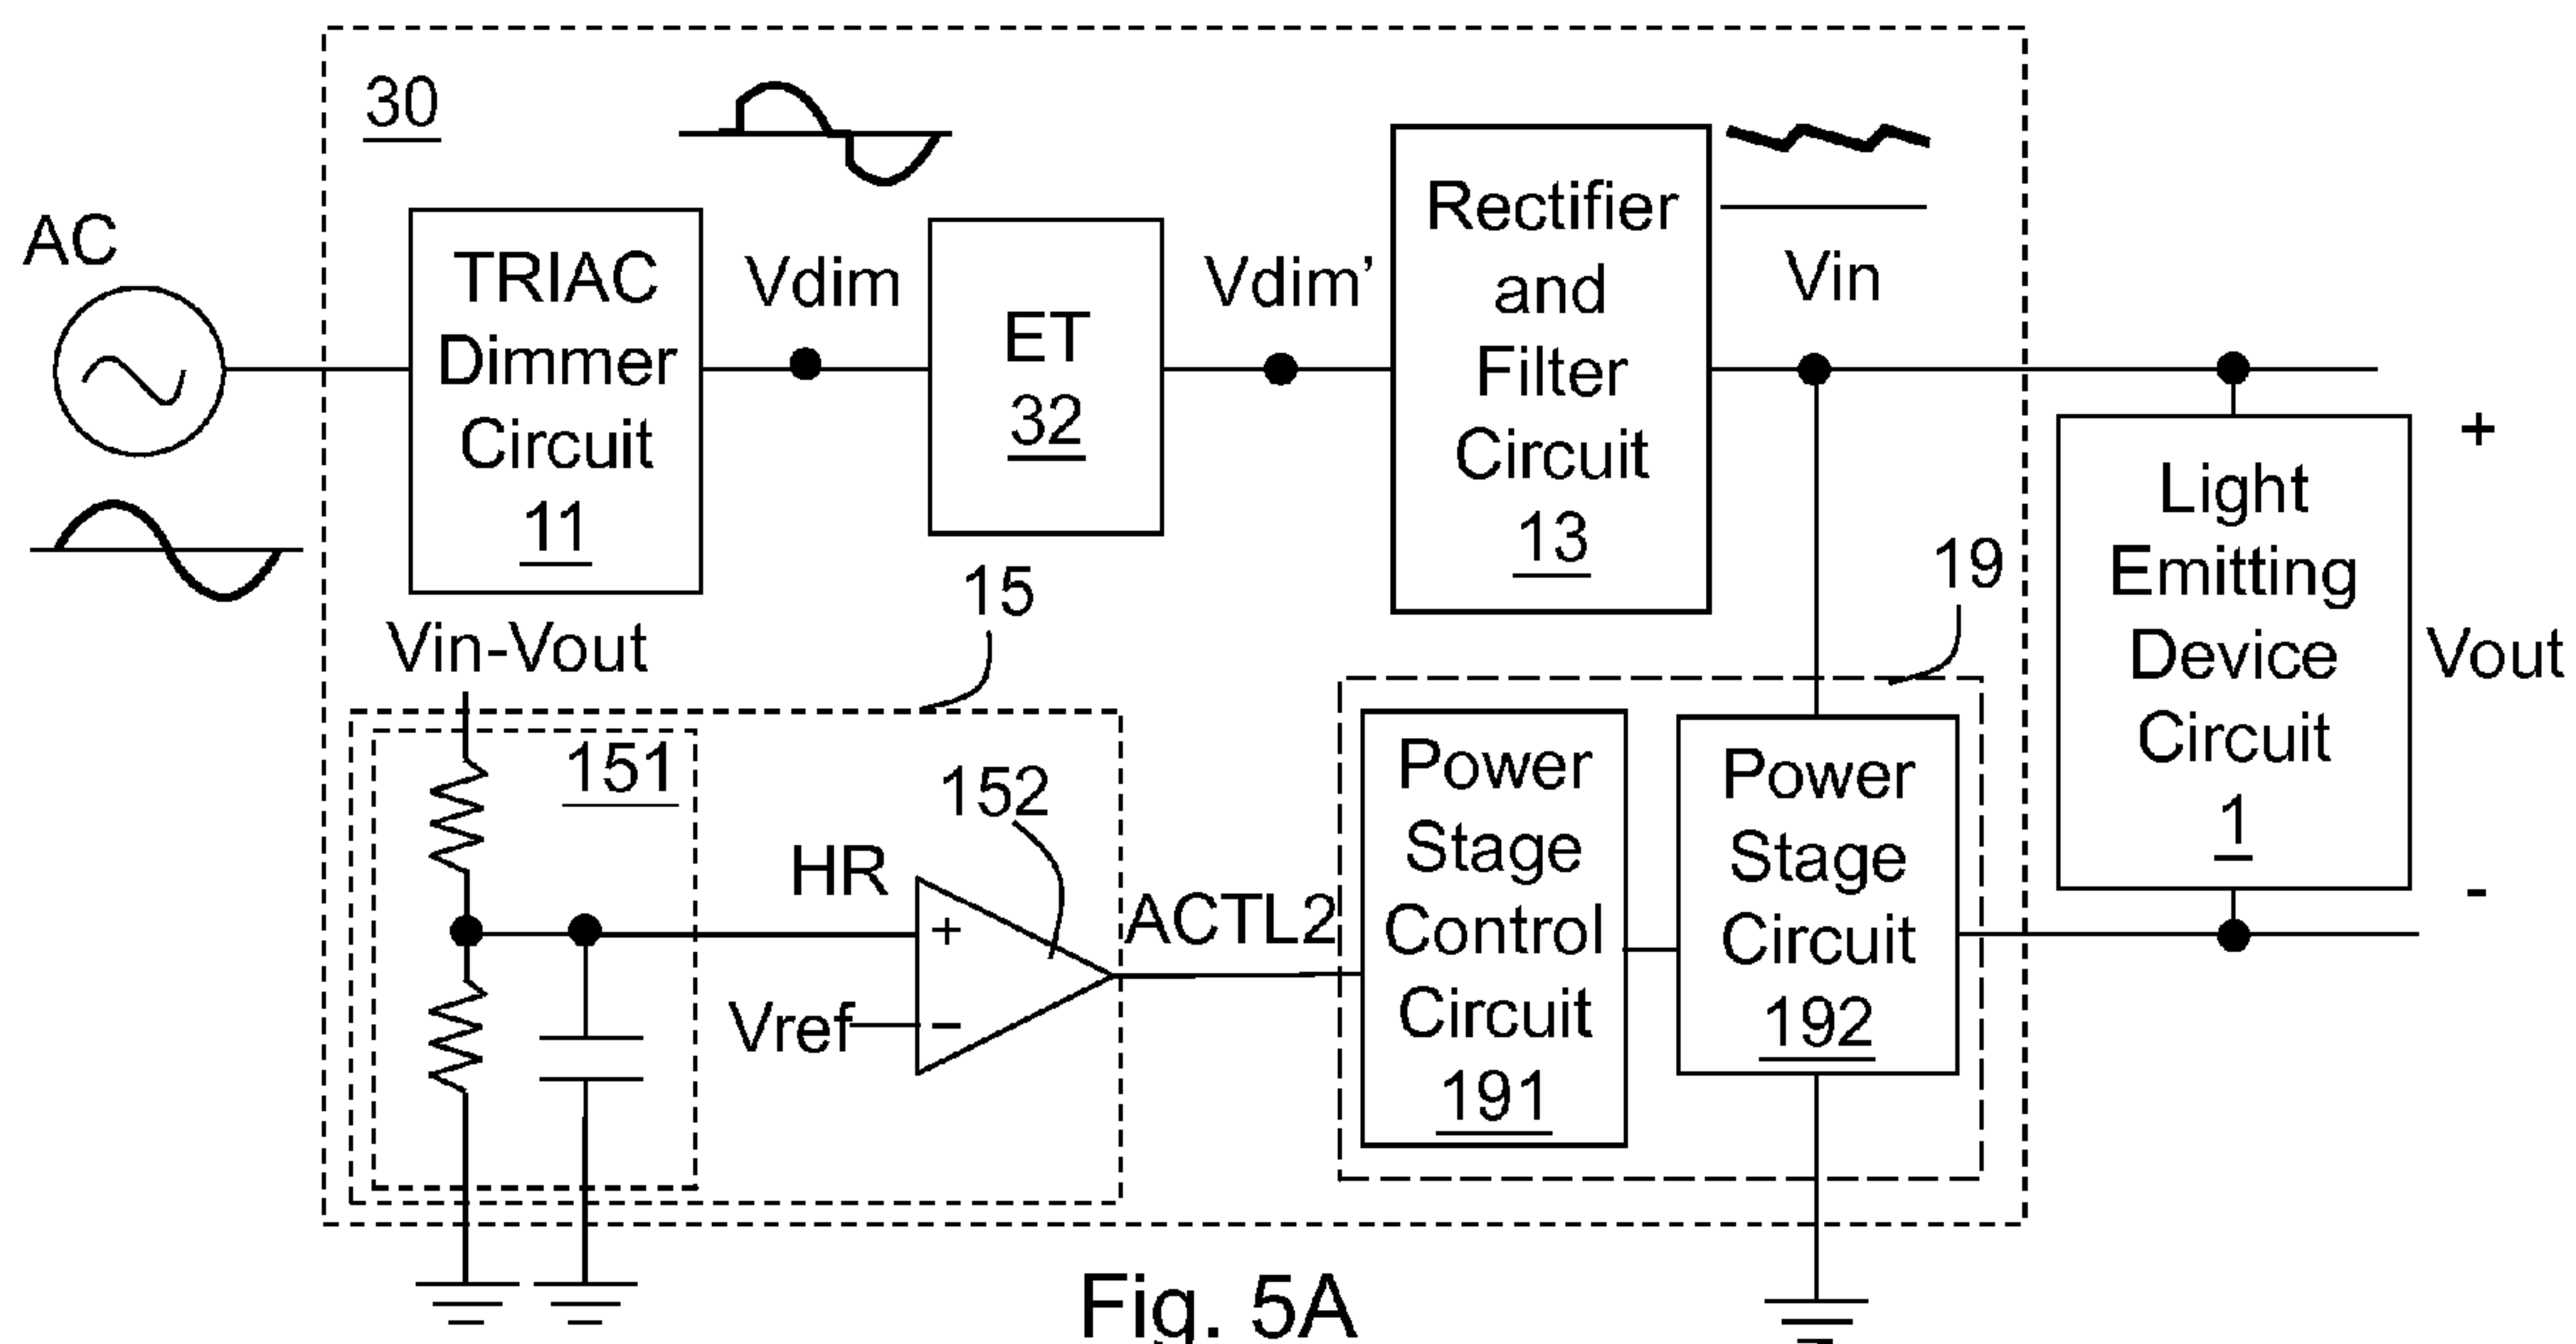 30
AC
TRIAC
Dimmer
Circuit
11
Vdim
ET
32
Vdim’
Rectifier
and
Filter
Circuit
13
Vin
Light
Emitting
Device
Circuit
1
+
Vout
-
Vin-Vout
15
151
152
HR
+
Vref
−
ACTL2
19
Power
Stage
Control
Circuit
191
Power
Stage
Circuit
192
Fig. 5A